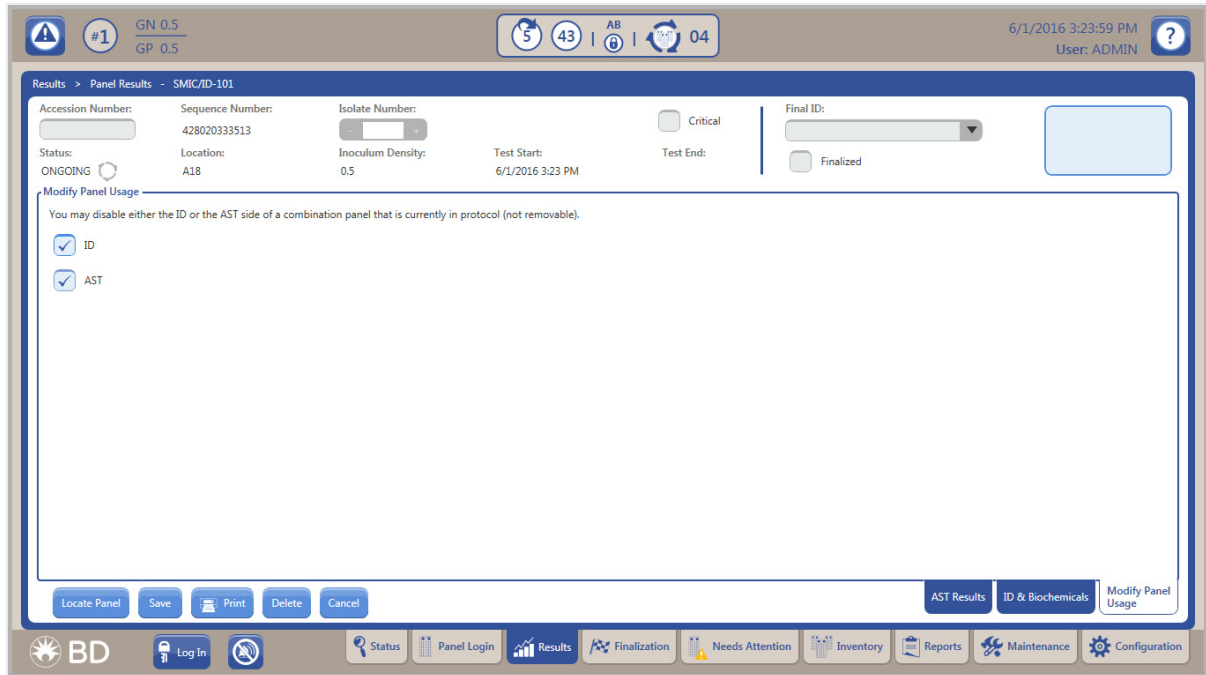 #1
GN 0.5
GP 0.5
5
43
AB
04
6/1/2016 3:23:59 PM
User: ADMIN
?
Results > Panel Results - SMIC/ID-101
Accession Number:
Sequence Number:
Isolate Number:
Critical
Final ID:
428020333513
- +
Status:
Location:
Inoculum Density:
Test Start:
Test End:
Finalized
ONGOING
A18
0.5
6/1/2016 3:23 PM
Modify Panel Usage
You may disable either the ID or the AST side of a combination panel that is currently in protocol (not removable).
ID
AST
Locate Panel
Save
Print
Delete
Cancel
AST Results
ID & Biochemicals
Modify Panel
Usage
BD
Log In
Status
Panel Login
Results
Finalization
Needs Attention
Inventory
Reports
Maintenance
Configuration